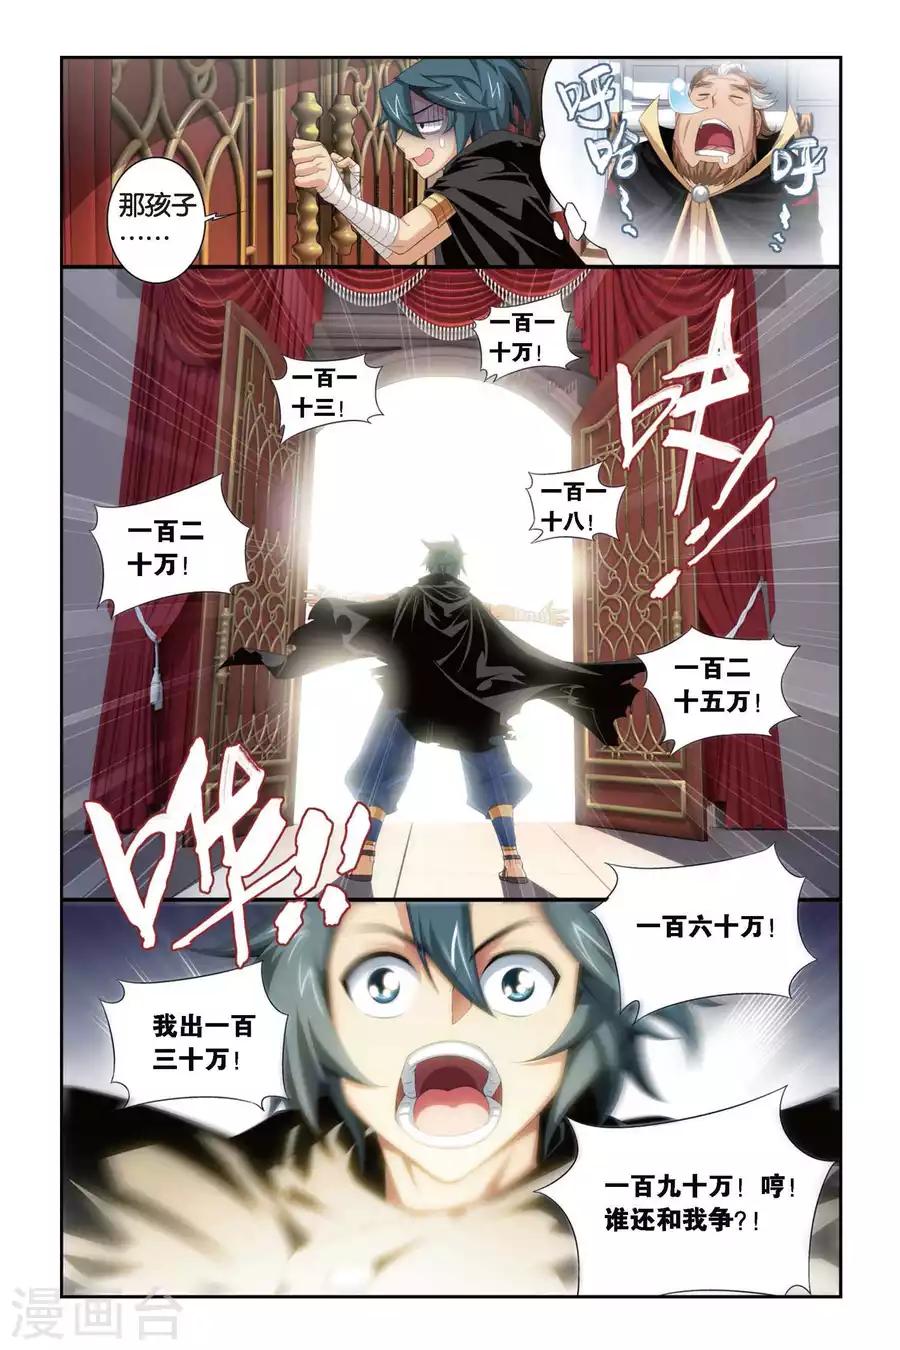 那孩子
……
呼
哈
呼
一百一
十万！
一百一
十三！
一百一
十八！
一百二
十万！
一百二
十五万！
一百六十万！
我出一百
三十万！
一百九十万！哼！
谁还和我争？！
漫画台